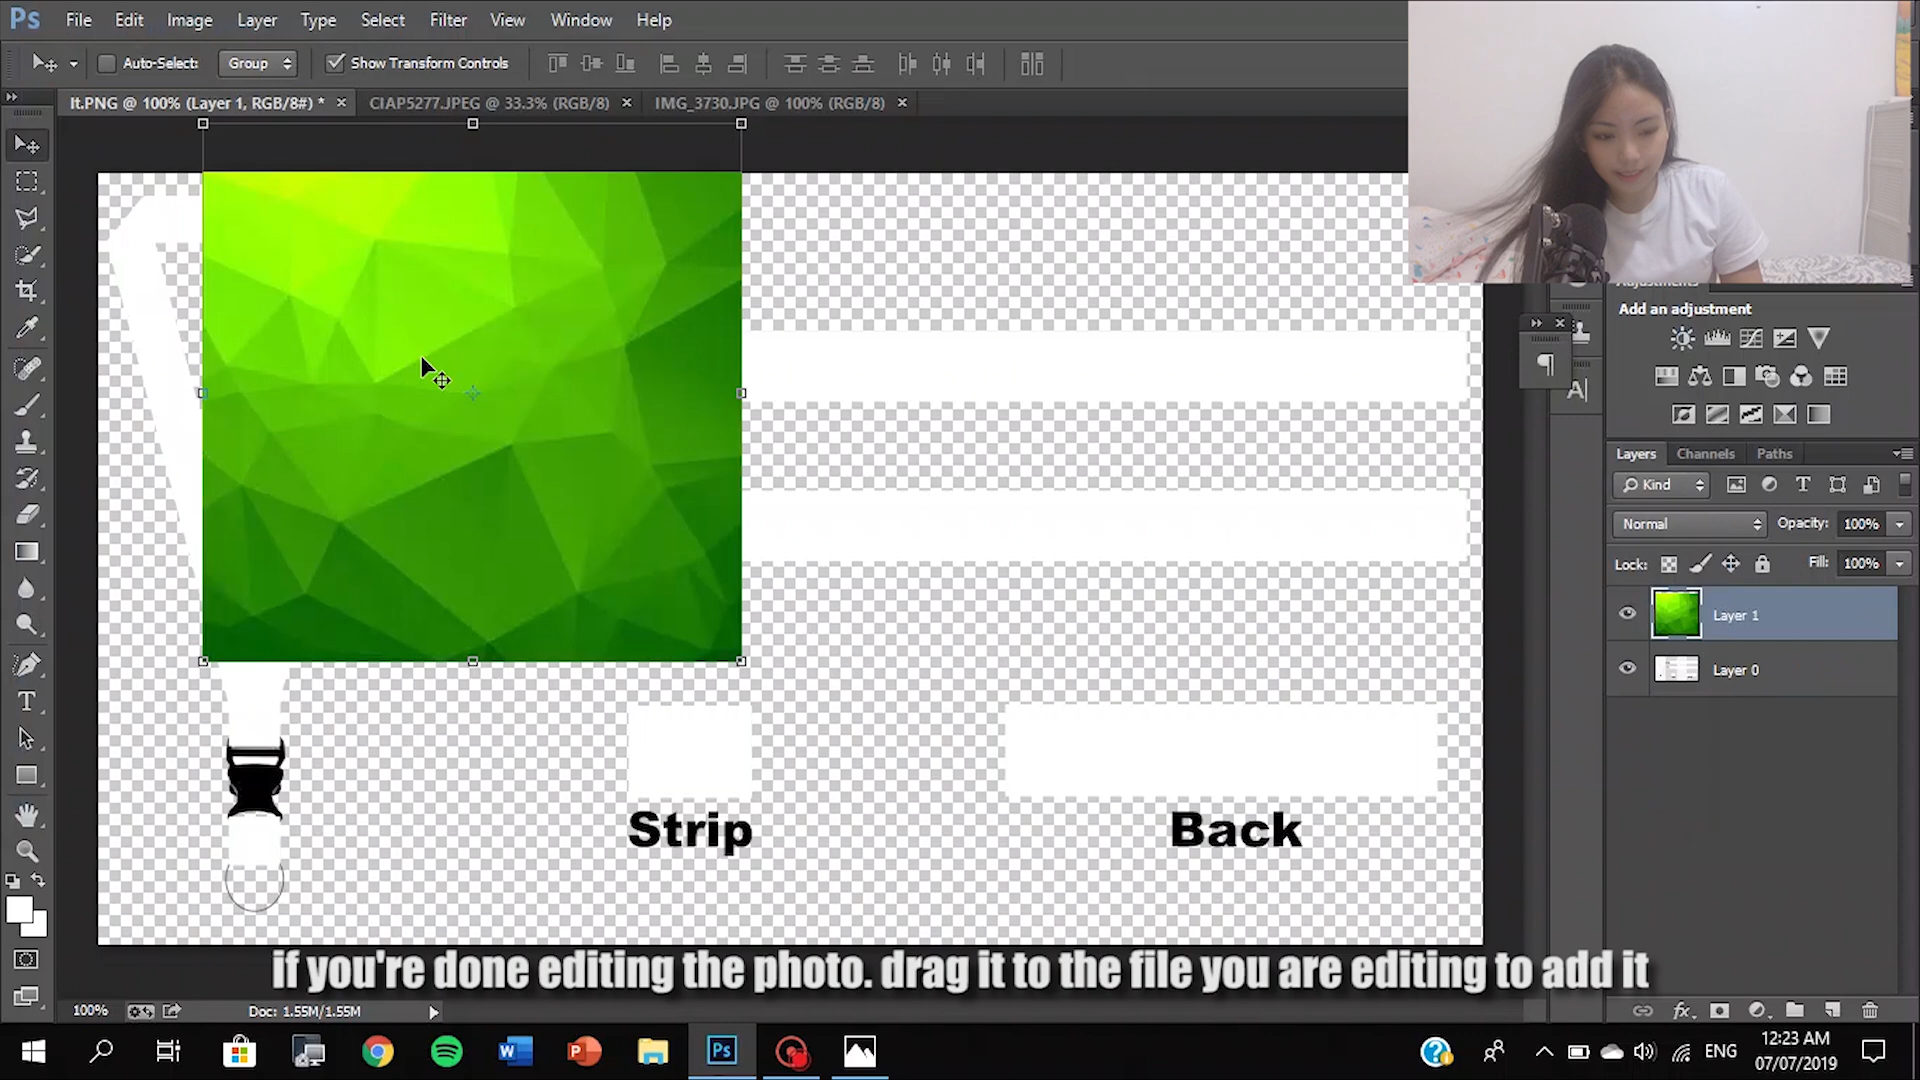 Ps File Edit Image Layer Type Select Filter View Window Help
Auto-Select: Group Show Transform Controls
lt.PNG @ 100% (Layer 1, RGB/8#) * × CIAP5277.JPEG @ 33.3% (RGB/8) × IMG_3730.JPG @ 100% (RGB/8) ×
Adjustments
Add an adjustment
Layers Channels Paths
Kind
Normal Opacity: 100%
Lock: Fill: 100%
Layer 1
Layer 0
Strip Back
if you're done editing the photo. drag it to the file you are editing to add it
100% Doc: 1.55M/1.55M
ENG 12:23 AM
07/07/2019